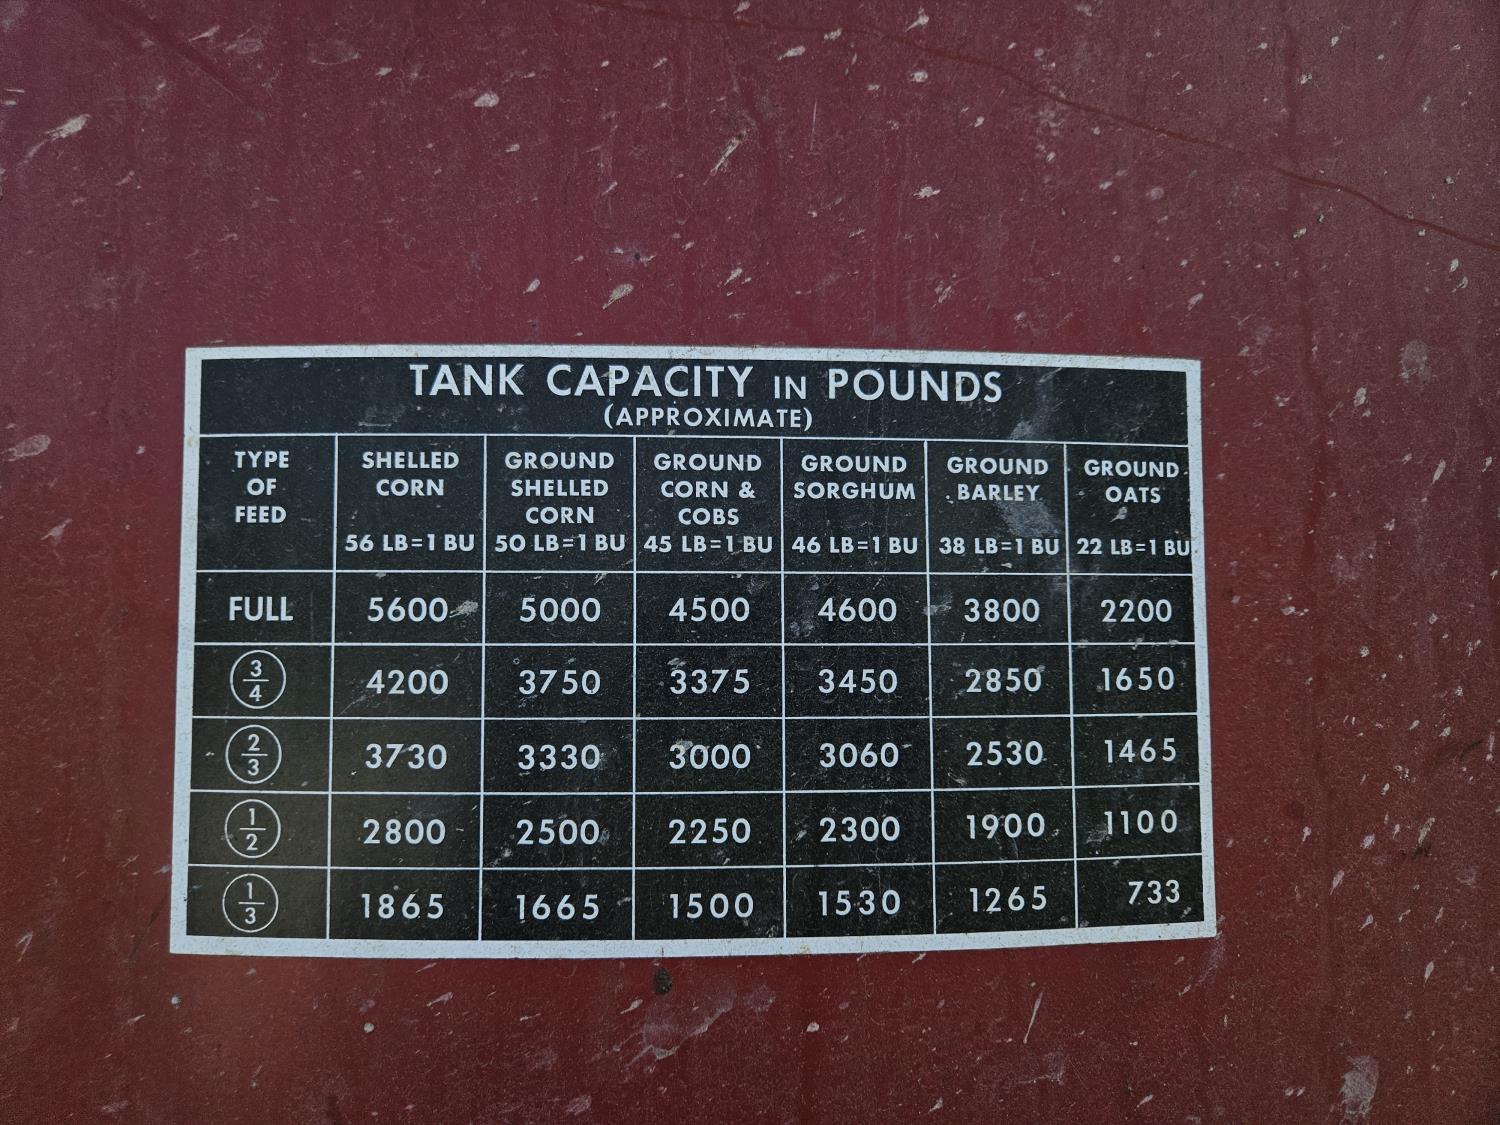 TANK CAPACITY IN POUNDS
(APPROXIMATE)
TYPE OF FEED | SHELLED CORN 56 LB=1 BU | GROUND SHELLED CORN 50 LB=1 BU | GROUND CORN & COBS 45 LB=1 BU | GROUND SORGHUM 46 LB=1 BU | GROUND BARLEY 38 LB=1 BU | GROUND OATS 22 LB=1 BU
FULL 5600 5000 4500 4600 3800 2200
3/4 4200 3750 3375 3450 2850 1650
2/3 3730 3330 3000 3060 2530 1465
1/2 2800 2500 2250 2300 1900 1100
1/3 1865 1665 1500 1530 1265 733